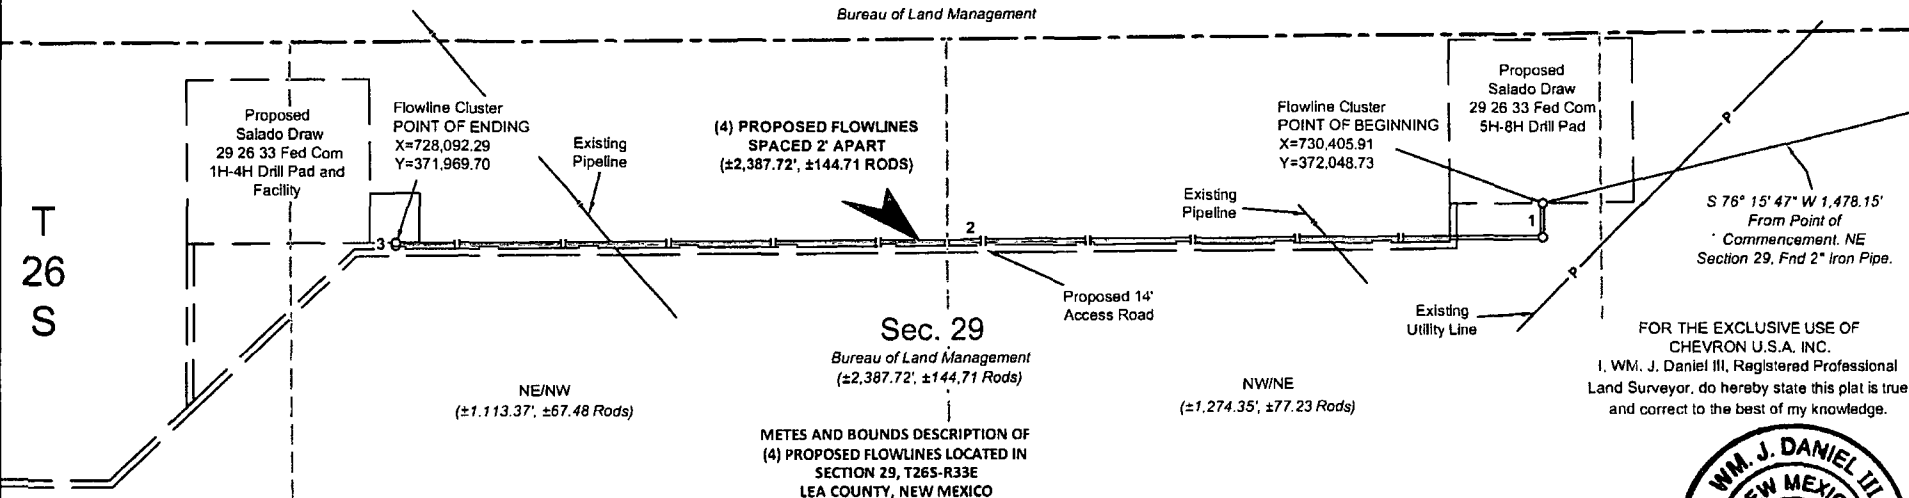 Bureau of Land Management
T
26
S
Proposed
Salado Draw
29 26 33 Fed Com
1H-4H Drill Pad and
Facility
Flowline Cluster
POINT OF ENDING
X=728,092.29
Y=371,969.70
Existing
Pipeline
(4) PROPOSED FLOWLINES
SPACED 2' APART
(±2,387.72', ±144.71 RODS)
Flowline Cluster
POINT OF BEGINNING
X=730,405.91
Y=372,048.73
Proposed
Salado Draw
29 26 33 Fed Com
5H-8H Drill Pad
P
Existing
Pipeline
1
2
3
S 76° 15' 47" W 1,478.15'
From Point of
Commencement. NE
Section 29, Fnd 2" Iron Pipe.
P
Proposed 14'
Access Road
Existing
Utility Line
Sec. 29
Bureau of Land Management
(±2,387.72', ±144.71 Rods)
NE/NW
(±1.113.37', ±67.48 Rods)
NW/NE
(±1,274.35', ±77.23 Rods)
FOR THE EXCLUSIVE USE OF
CHEVRON U.S.A. INC.
I, WM. J. Daniel III, Registered Professional
Land Surveyor, do hereby state this plat is true
and correct to the best of my knowledge.
METES AND BOUNDS DESCRIPTION OF
(4) PROPOSED FLOWLINES LOCATED IN
SECTION 29, T26S-R33E
LEA COUNTY, NEW MEXICO
WM. J. DANIEL III